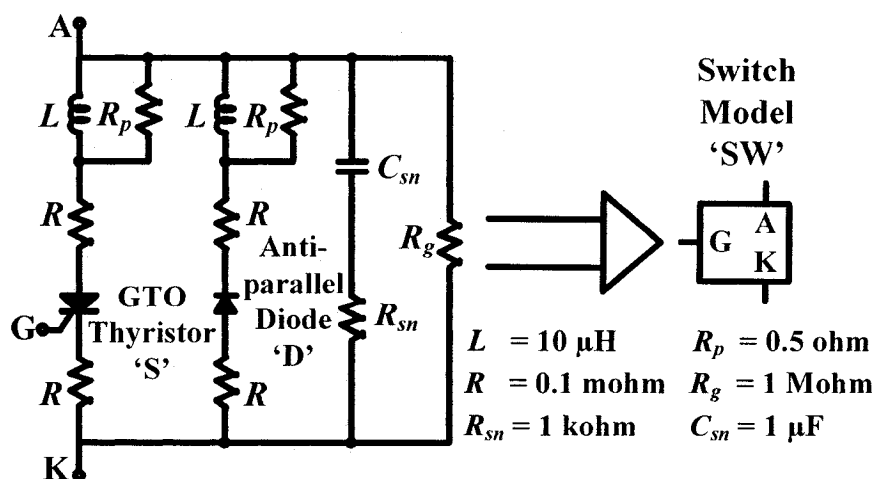 A
L
R_p
L
R_p
R
R
C_sn
R_g
G
GTO
Thyristor
'S'
Anti-
parallel
Diode
'D'
R_sn
R
R
K
Switch
Model
'SW'
G
A
K
L = 10 μH
R_p = 0.5 ohm
R = 0.1 mohm
R_g = 1 Mohm
R_sn = 1 kohm
C_sn = 1 μF